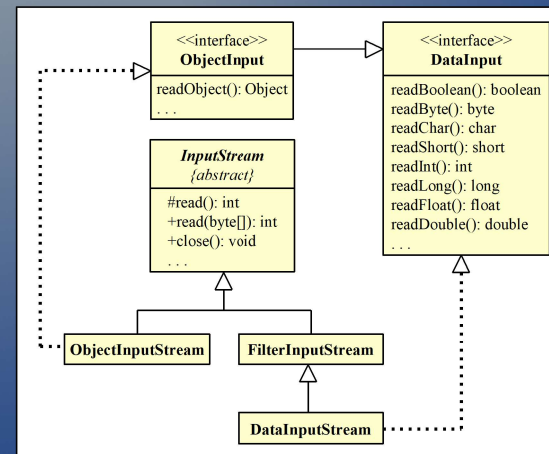 <<interface>>
ObjectInput
readObject(): Object
. . .
<<interface>>
DataInput
readBoolean(): boolean
readByte(): byte
readChar(): char
readShort(): short
readInt(): int
readLong(): long
readFloat(): float
readDouble(): double
. . .
InputStream
{abstract}
#read(): int
+read(byte[]): int
+close(): void
. . .
ObjectInputStream
FilterInputStream
DataInputStream